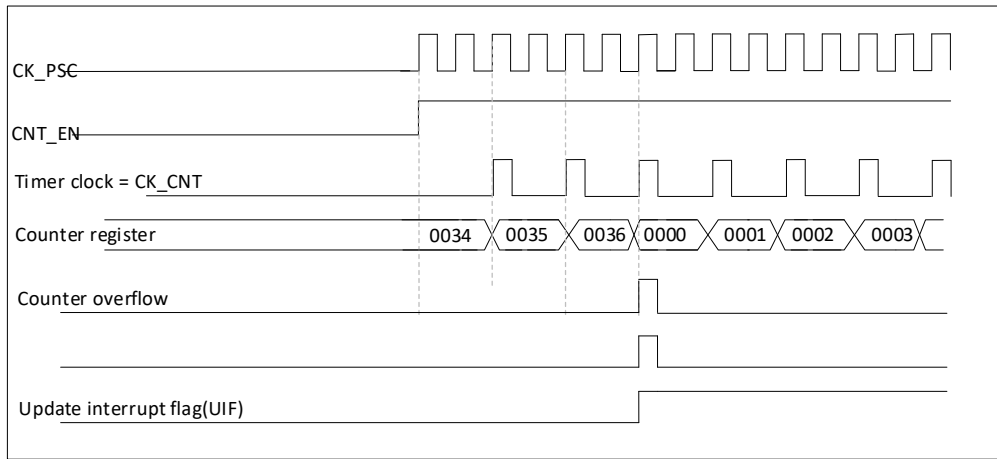 CK_PSC
CNT_EN
Timer clock = CK_CNT
Counter register 0034 0035 0036 0000 0001 0002 0003
Counter overflow
Update interrupt flag(UIF)